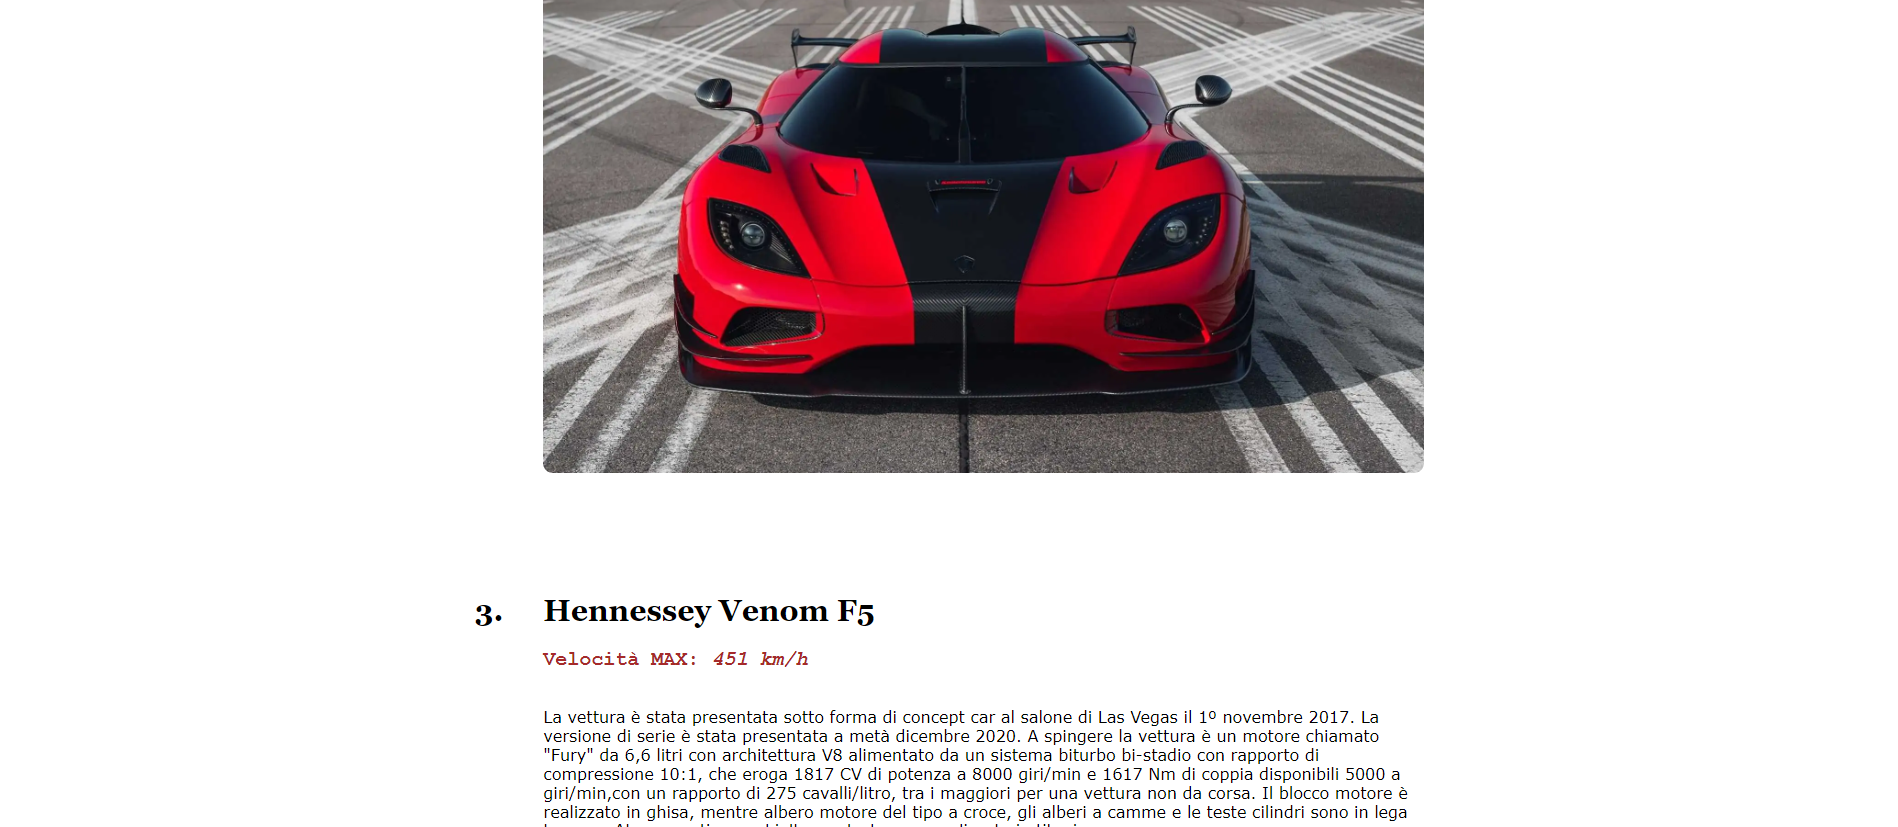 3. Hennessey Venom F5
Velocità MAX: 451 km/h
La vettura è stata presentata sotto forma di concept car al salone di Las Vegas il 1º novembre 2017. La
versione di serie è stata presentata a metà dicembre 2020. A spingere la vettura è un motore chiamato
"Fury" da 6,6 litri con architettura V8 alimentato da un sistema biturbo bi-stadio con rapporto di
compressione 10:1, che eroga 1817 CV di potenza a 8000 giri/min e 1617 Nm di coppia disponibili 5000 a
giri/min,con un rapporto di 275 cavalli/litro, tra i maggiori per una vettura non da corsa. Il blocco motore è
realizzato in ghisa, mentre albero motore del tipo a croce, gli alberi a camme e le teste cilindri sono in lega